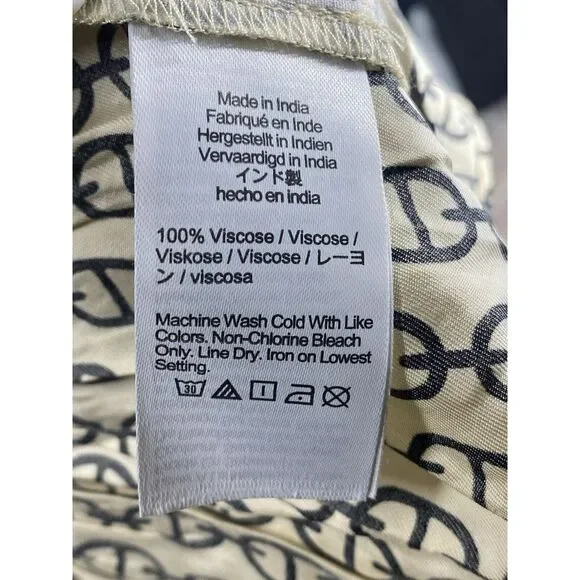 Made in India
Fabriqué en Inde
Hergestellt in Indien
Vervaardigd in India
インド製
hecho en india
100% Viscose / Viscose /
Viskose / Viscose / レーヨ
ン / viscosa
Machine Wash Cold With Like
Colors. Non-Chlorine Bleach
Only. Line Dry. Iron on Lowest
Setting.
30